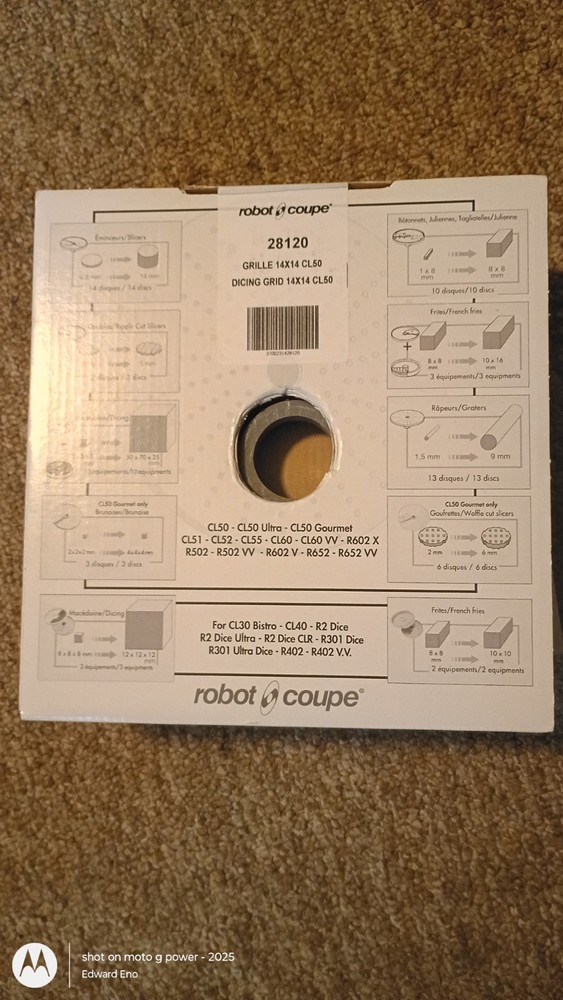 robot coupe®
28120
GRILLE 14X14 CL50
DICING GRID 14X14 CL50
Éminceurs/Slicers
14 mm
14 disques / 14 discs
Bâtonnets, Juliennes, Tagliatelles/Julienne
1 x 8 mm
8 x 8 mm
10 disques/10 discs
Frites/French fries
+
8 x 8 mm
10 x 16 mm
3 équipements/3 equipments
Râpeurs/Graters
1,5 mm
9 mm
13 disques / 13 discs
50 x 70 x 25
CL50 Gourmet only
Brunoises/Brunoise
2x2x2 mm
4x4x4 mm
3 disques / 3 discs
CL50 Gourmet only
Gaufrettes/Waffle cut slicers
2 mm
6 mm
6 disques / 6 discs
CL50 - CL50 Ultra - CL50 Gourmet
CL51 - CL52 - CL55 - CL60 - CL60 VV - R602 X
R502 - R502 VV - R602 V - R652 - R652 VV
Macédoine/Dicing
8 x 8 x 8 mm
12 x 12 x 12 mm
For CL30 Bistro - CL40 - R2 Dice
R2 Dice Ultra - R2 Dice CLR - R301 Dice
R301 Ultra Dice - R402 - R402 V.V.
Frites/French fries
8 x 8 mm
10 x 10 mm
2 équipements/2 equipments
robot coupe®
shot on moto g power - 2025
Edward Eno